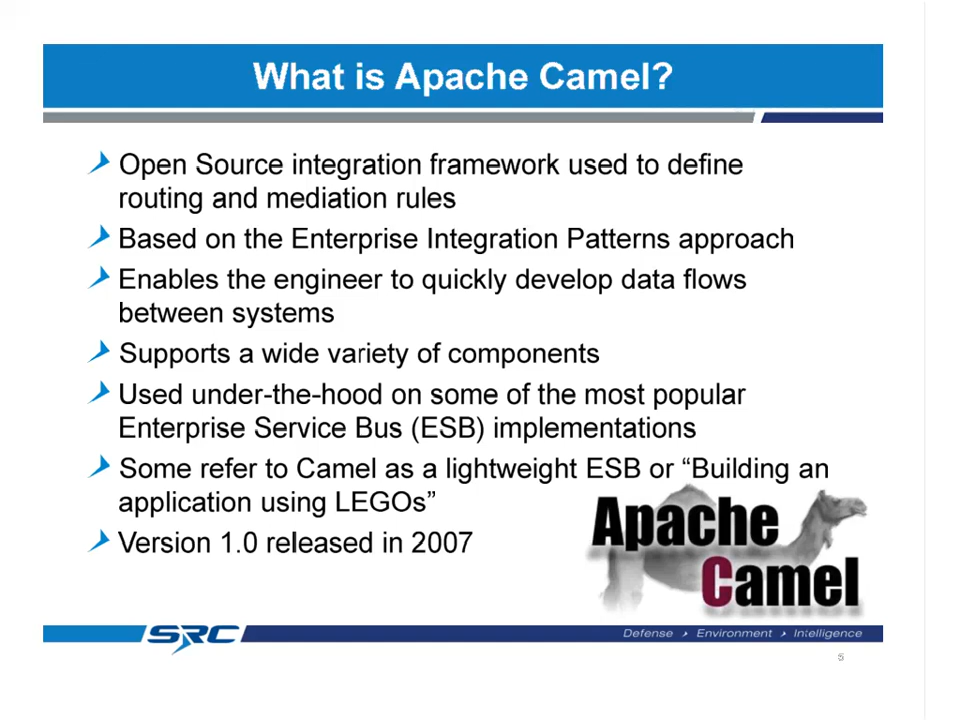 What is Apache Camel?
Open Source integration framework used to define
routing and mediation rules
Based on the Enterprise Integration Patterns approach
Enables the engineer to quickly develop data flows
between systems
Supports a wide variety of components
Used under-the-hood on some of the most popular
Enterprise Service Bus (ESB) implementations
Some refer to Camel as a lightweight ESB or “Building an
application using LEGOs”
Version 1.0 released in 2007
Apache
Camel
SRC
Defense Environment Intelligence
5